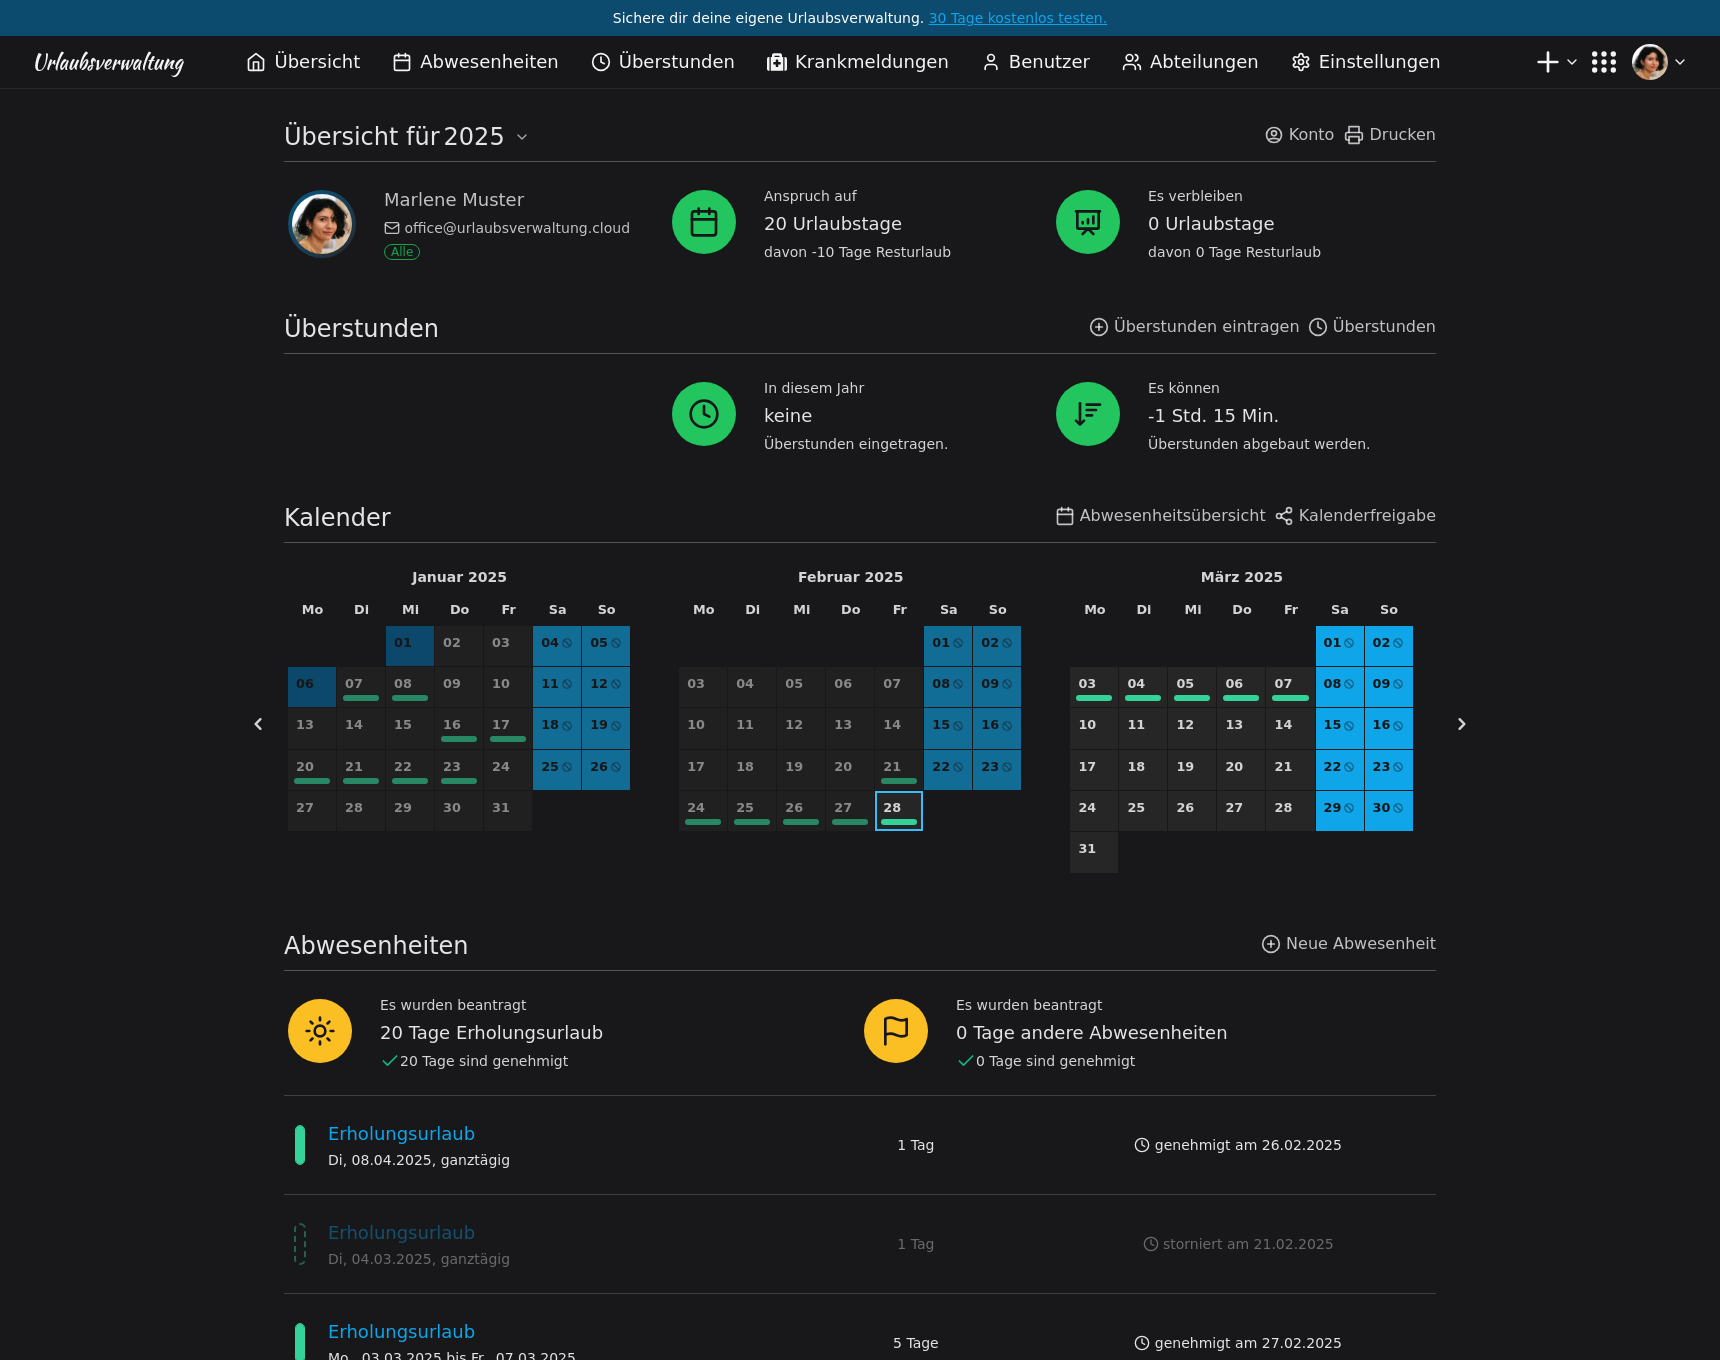 Sichere dir deine eigene Urlaubsverwaltung. 30 Tage kostenlos testen.
Urlaubsverwaltung Übersicht Abwesenheiten Überstunden Krankmeldungen Benutzer Abteilungen Einstellungen
Übersicht für 2025 Konto Drucken
Marlene Muster
office@urlaubsverwaltung.cloud
Alle
Anspruch auf
20 Urlaubstage
davon -10 Tage Resturlaub
Es verbleiben
0 Urlaubstage
davon 0 Tage Resturlaub
Überstunden Überstunden eintragen Überstunden
In diesem Jahr
keine
Überstunden eingetragen.
Es können
-1 Std. 15 Min.
Überstunden abgebaut werden.
Kalender Abwesenheitsübersicht Kalenderfreigabe
Januar 2025
Mo Di Mi Do Fr Sa So
01 02 03 04 05
06 07 08 09 10 11 12
13 14 15 16 17 18 19
20 21 22 23 24 25 26
27 28 29 30 31
Februar 2025
Mo Di Mi Do Fr Sa So
01 02
03 04 05 06 07 08 09
10 11 12 13 14 15 16
17 18 19 20 21 22 23
24 25 26 27 28
März 2025
Mo Di Mi Do Fr Sa So
01 02
03 04 05 06 07 08 09
10 11 12 13 14 15 16
17 18 19 20 21 22 23
24 25 26 27 28 29 30
31
Abwesenheiten Neue Abwesenheit
Es wurden beantragt
20 Tage Erholungsurlaub
20 Tage sind genehmigt
Es wurden beantragt
0 Tage andere Abwesenheiten
0 Tage sind genehmigt
Erholungsurlaub
Di, 08.04.2025, ganztägig
1 Tag
genehmigt am 26.02.2025
Erholungsurlaub
Di, 04.03.2025, ganztägig
1 Tag
storniert am 21.02.2025
Erholungsurlaub
Mo., 03.03.2025 bis Fr., 07.03.2025
5 Tage
genehmigt am 27.02.2025